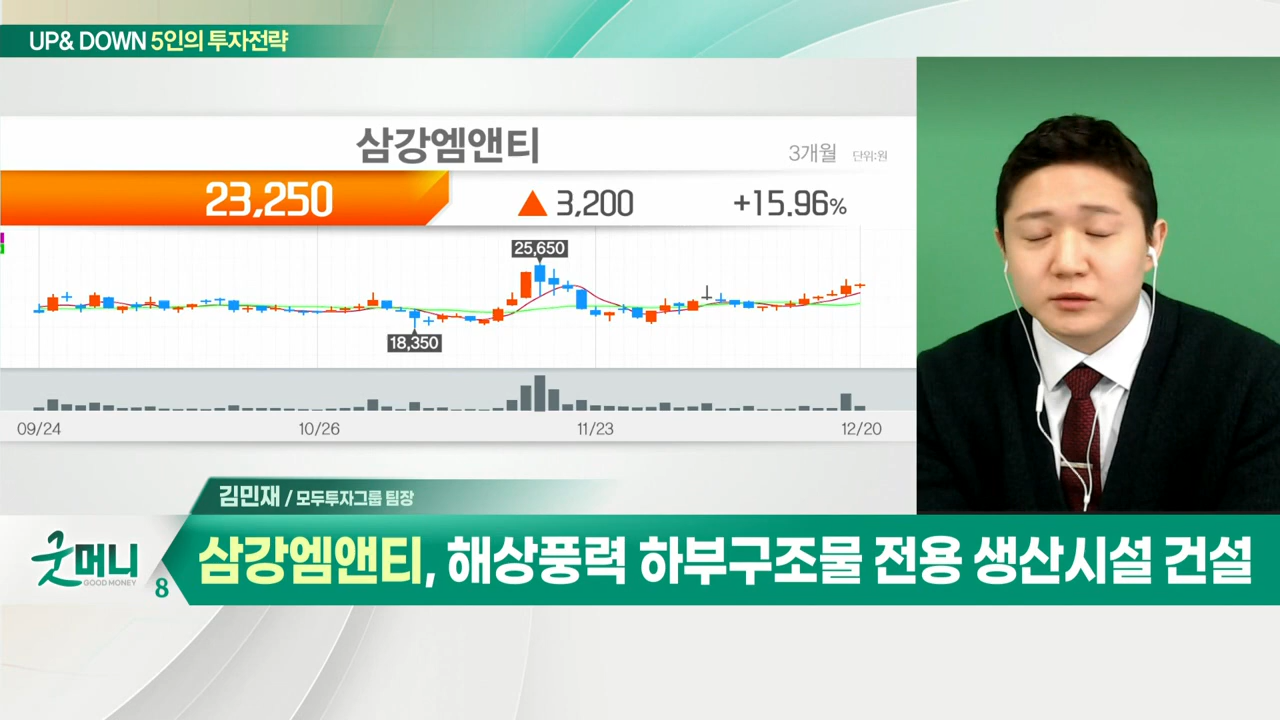 UP& DOWN 5인의 투자전략
삼강엠앤티
3개월 단위:원
23,250 ▲ 3,200 +15.96%
25,650
18,350
09/24 10/26 11/23 12/20
김민재 / 모두투자그룹 팀장
굿머니
GOOD MONEY
8
삼강엠앤티, 해상풍력 하부구조물 전용 생산시설 건설